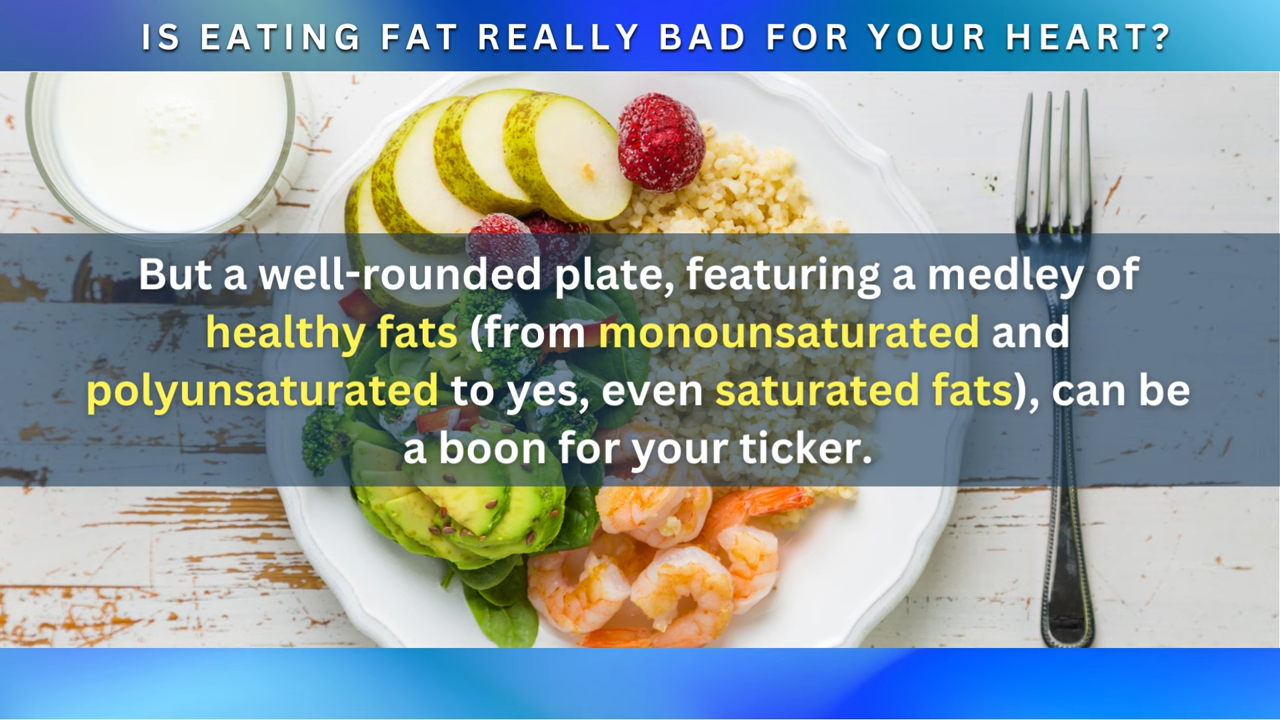 IS EATING FAT REALLY BAD FOR YOUR HEART?
But a well-rounded plate, featuring a medley of
healthy fats (from monounsaturated and
polyunsaturated to yes, even saturated fats), can be
a boon for your ticker.